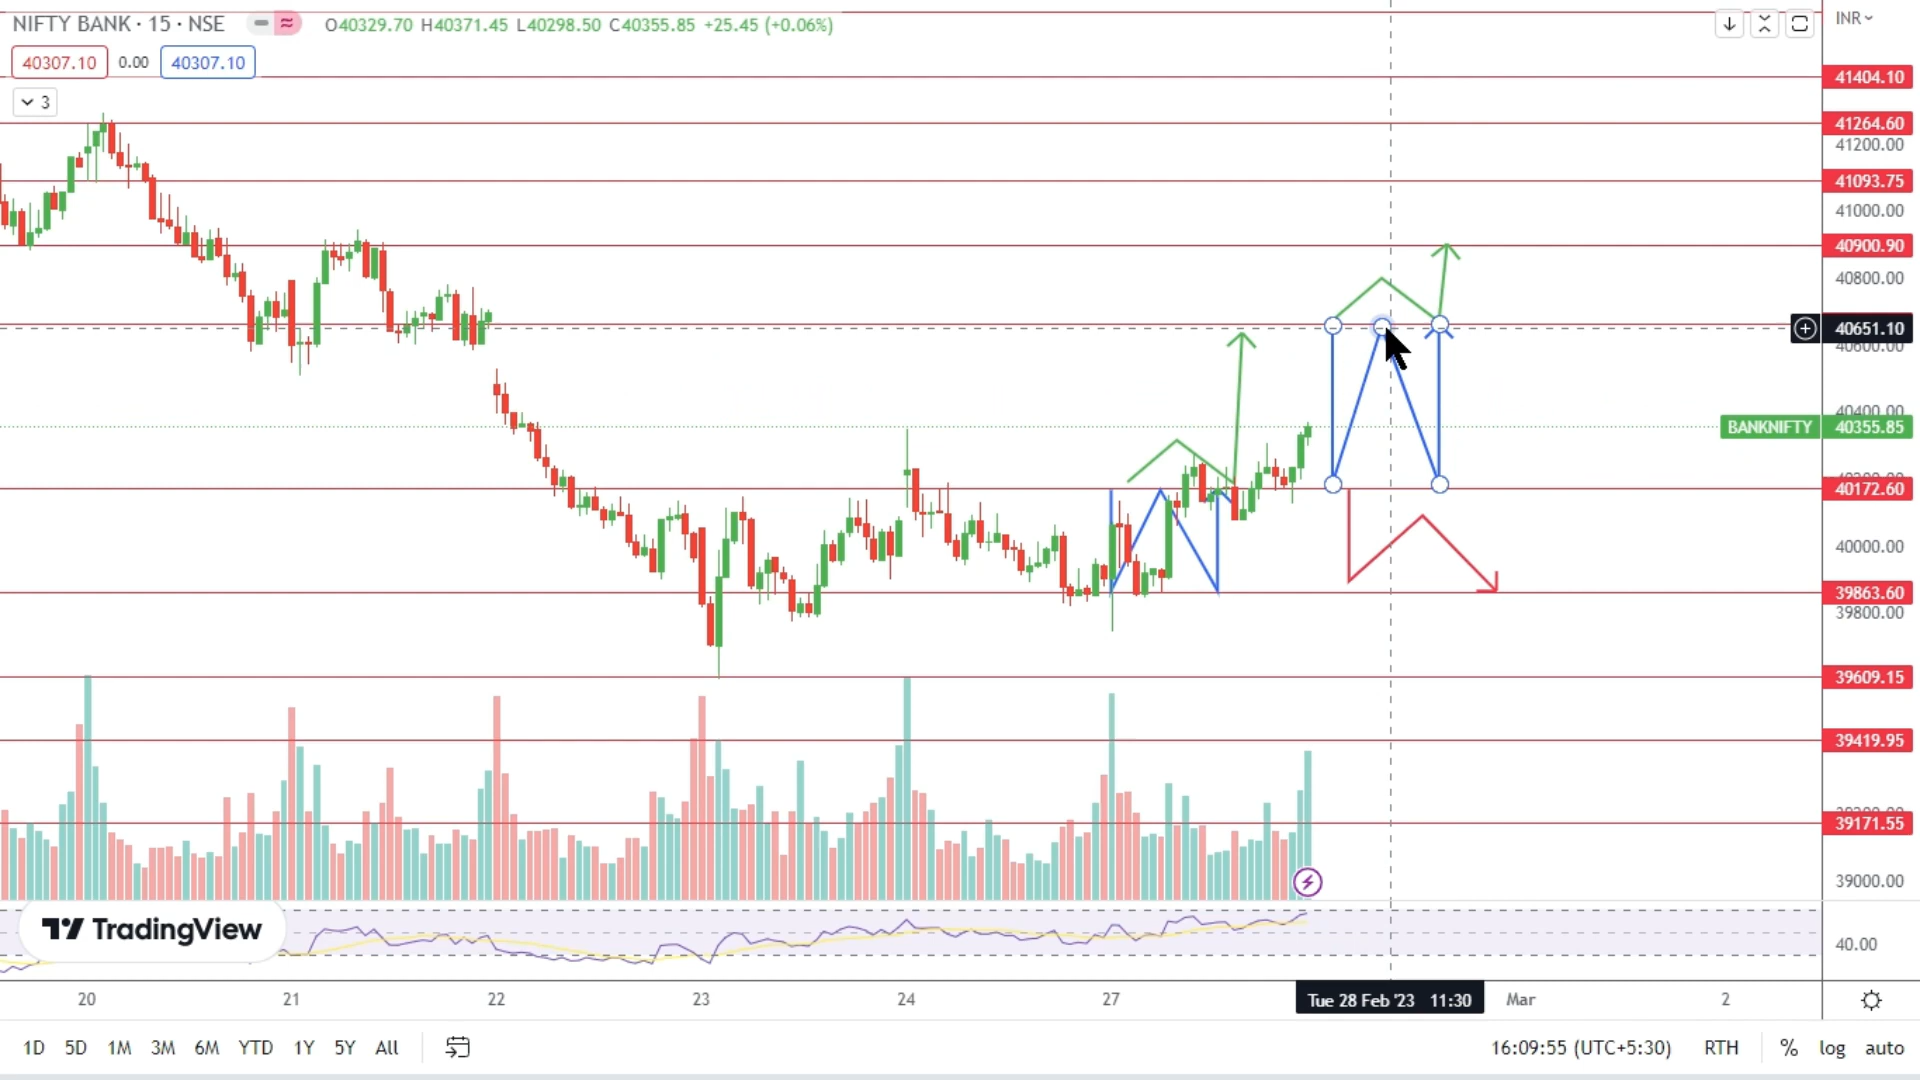 NIFTY BANK · 15 · NSE O40329.70 H40371.45 L40298.50 C40355.85 +25.45 (+0.06%)
INR
40307.10 0.00 40307.10
3
41404.10
41264.60
41200.00
41093.75
41000.00
40900.90
40800.00
40651.10
40600.00
40400.00
BANKNIFTY 40355.85
40172.60
40000.00
39863.60
39800.00
39609.15
39419.95
39171.55
39000.00
TradingView
40.00
20 21 22 23 24 27 Tue 28 Feb '23 11:30 Mar 2
1D 5D 1M 3M 6M YTD 1Y 5Y All 16:09:55 (UTC+5:30) RTH % log auto